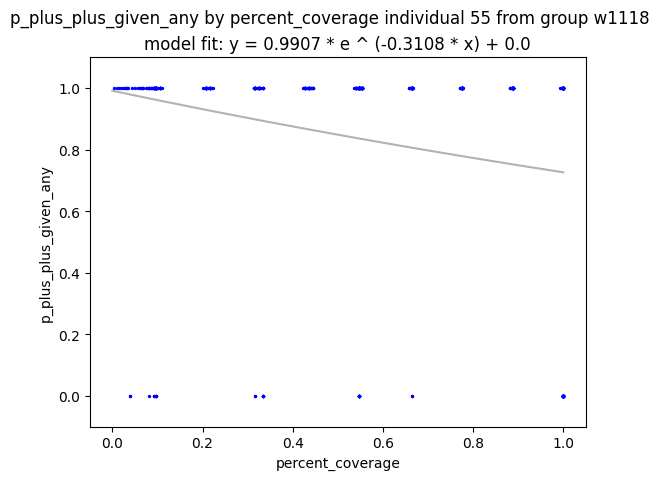 p_plus_plus_given_any by percent_coverage individual 55 from group w1118
model fit: y = 0.9907 * e ^ (-0.3108 * x) + 0.0
1.0
0.8
0.6
0.4
0.2
0.0
p_plus_plus_given_any
0.0 0.2 0.4 0.6 0.8 1.0
percent_coverage